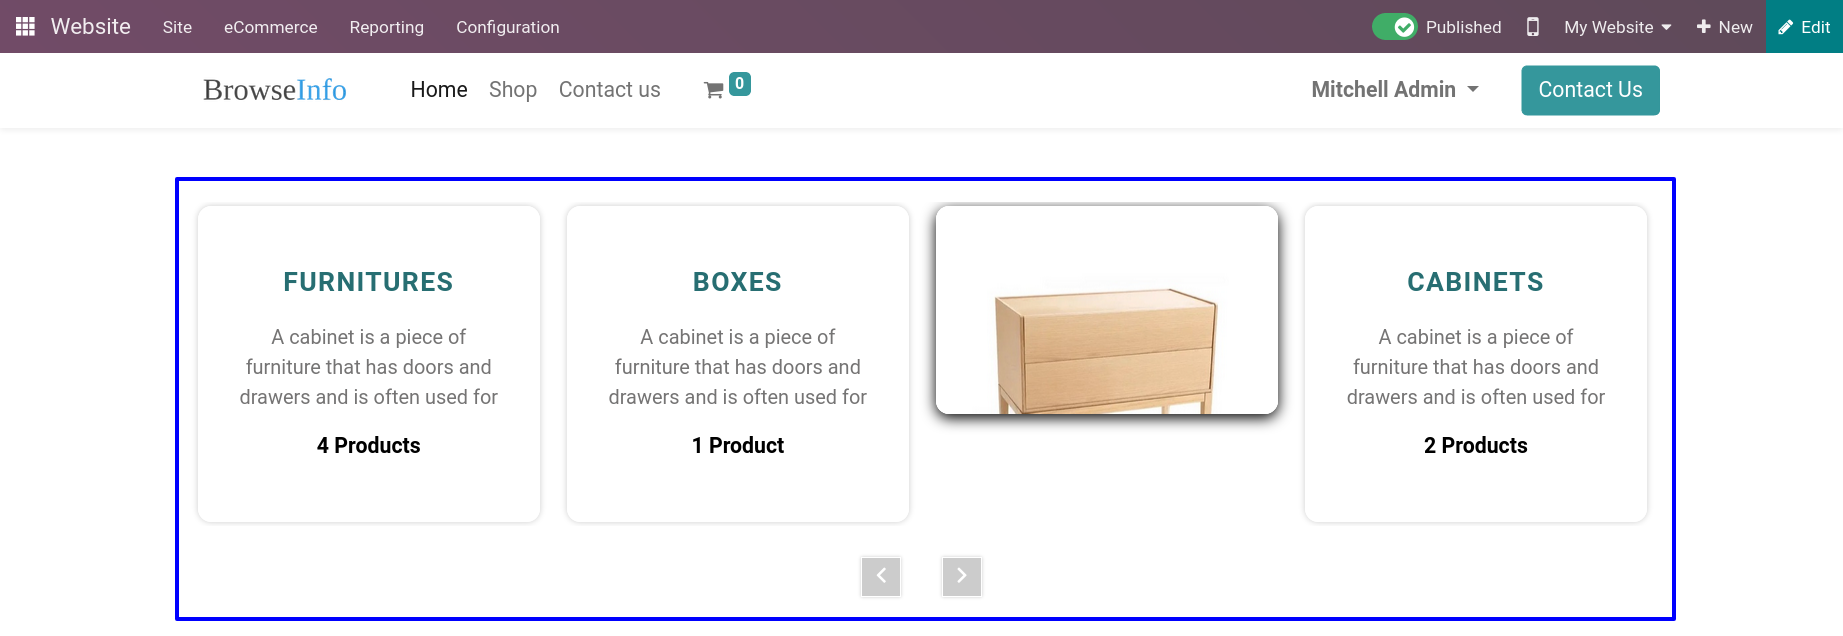 Website Site eCommerce Reporting Configuration Published My Website New Edit
BrowseInfo Home Shop Contact us 0 Mitchell Admin Contact Us
FURNITURES
A cabinet is a piece of
furniture that has doors and
drawers and is often used for
4 Products
BOXES
A cabinet is a piece of
furniture that has doors and
drawers and is often used for
1 Product
CABINETS
A cabinet is a piece of
furniture that has doors and
drawers and is often used for
2 Products